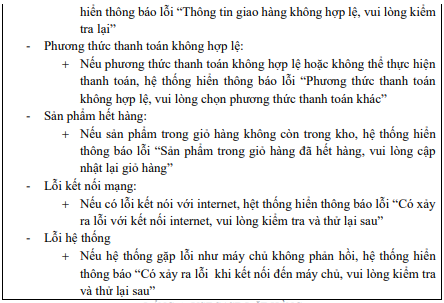 hiển thông báo lỗi “Thông tin giao hàng không hợp lệ, vui lòng kiểm
tra lại”
- Phương thức thanh toán không hợp lệ:
+ Nếu phương thức thanh toán không hợp lệ hoặc không thể thực hiện
thanh toán, hệ thống hiển thông báo lỗi “Phương thức thanh toán
không hợp lệ, vui lòng chọn phương thức thanh toán khác”
- Sản phẩm hết hàng:
+ Nếu sản phẩm trong giỏ hàng không còn trong kho, hệ thống hiển
thông báo lỗi “Sản phẩm trong giỏ hàng đã hết hàng, vui lòng cập
nhật lại giỏ hàng”
- Lỗi kết nối mạng:
+ Nếu có lỗi kết nói với internet, hệt thống hiển thông báo lỗi “Có xảy
ra lỗi với kết nối internet, vui lòng kiểm tra và thử lại sau”
- Lỗi hệ thống
+ Nếu hệ thống gặp lỗi như máy chủ không phản hồi, hệ thống hiển
thông báo “Có xảy ra lỗi khi kết nối đến máy chủ, vui lòng kiểm tra
và thử lại sau”